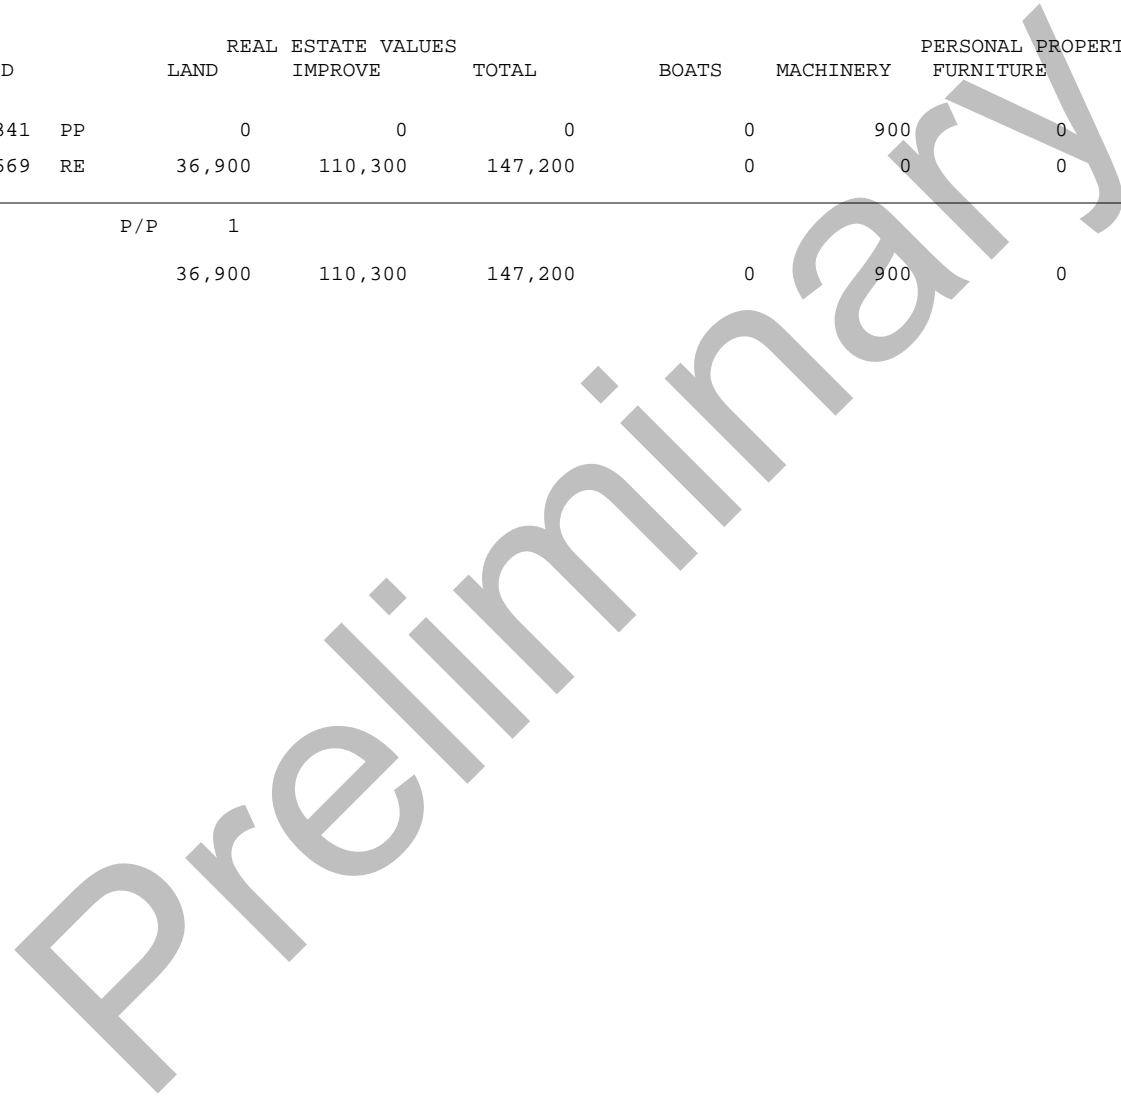 REAL ESTATE VALUES PERSONAL PROPERT
D LAND IMPROVE TOTAL BOATS MACHINERY FURNITURE
341 PP 0 0 0 0 900 0
569 RE 36,900 110,300 147,200 0 0 0
P/P 1
36,900 110,300 147,200 0 900 0
Preliminary